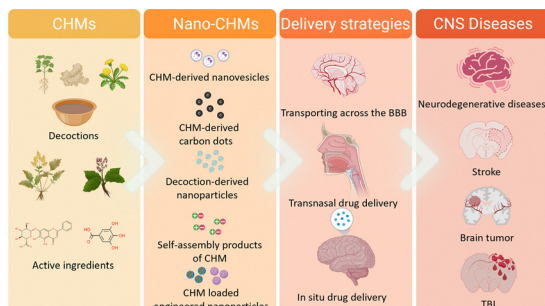 CHMs
Decoctions
Active ingredients
Nano-CHMs
CHM-derived nanovesicles
CHM-derived
carbon dots
Decoction-derived
nanoparticles
Self-assembly products
of CHM
CHM loaded
engineered nanoparticles
Delivery strategies
Transporting across the BBB
Transnasal drug delivery
In situ drug delivery
CNS Diseases
Neurodegenerative diseases
Stroke
Brain tumor
TBI